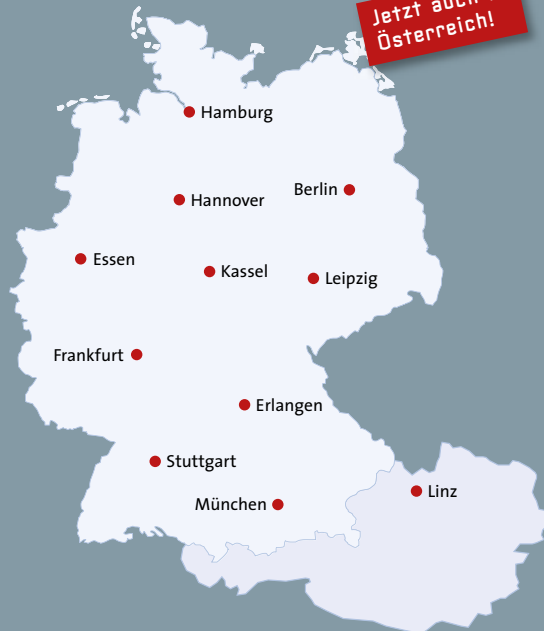 Jetzt auch
Österreich!
Hamburg
Berlin
Hannover
Essen
Kassel
Leipzig
Frankfurt
Erlangen
Stuttgart
Linz
München